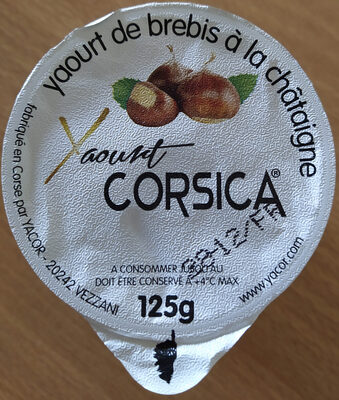 yaourt de brebis à la châtaigne
Yaourt
CORSICA®
A CONSOMMER JUSQU'AU
DOIT ÊTRE CONSERVÉ À +4°C MAX
125g
fabriqué en Corse par YACOR - 20242 VEZZANI
www.yacor.com